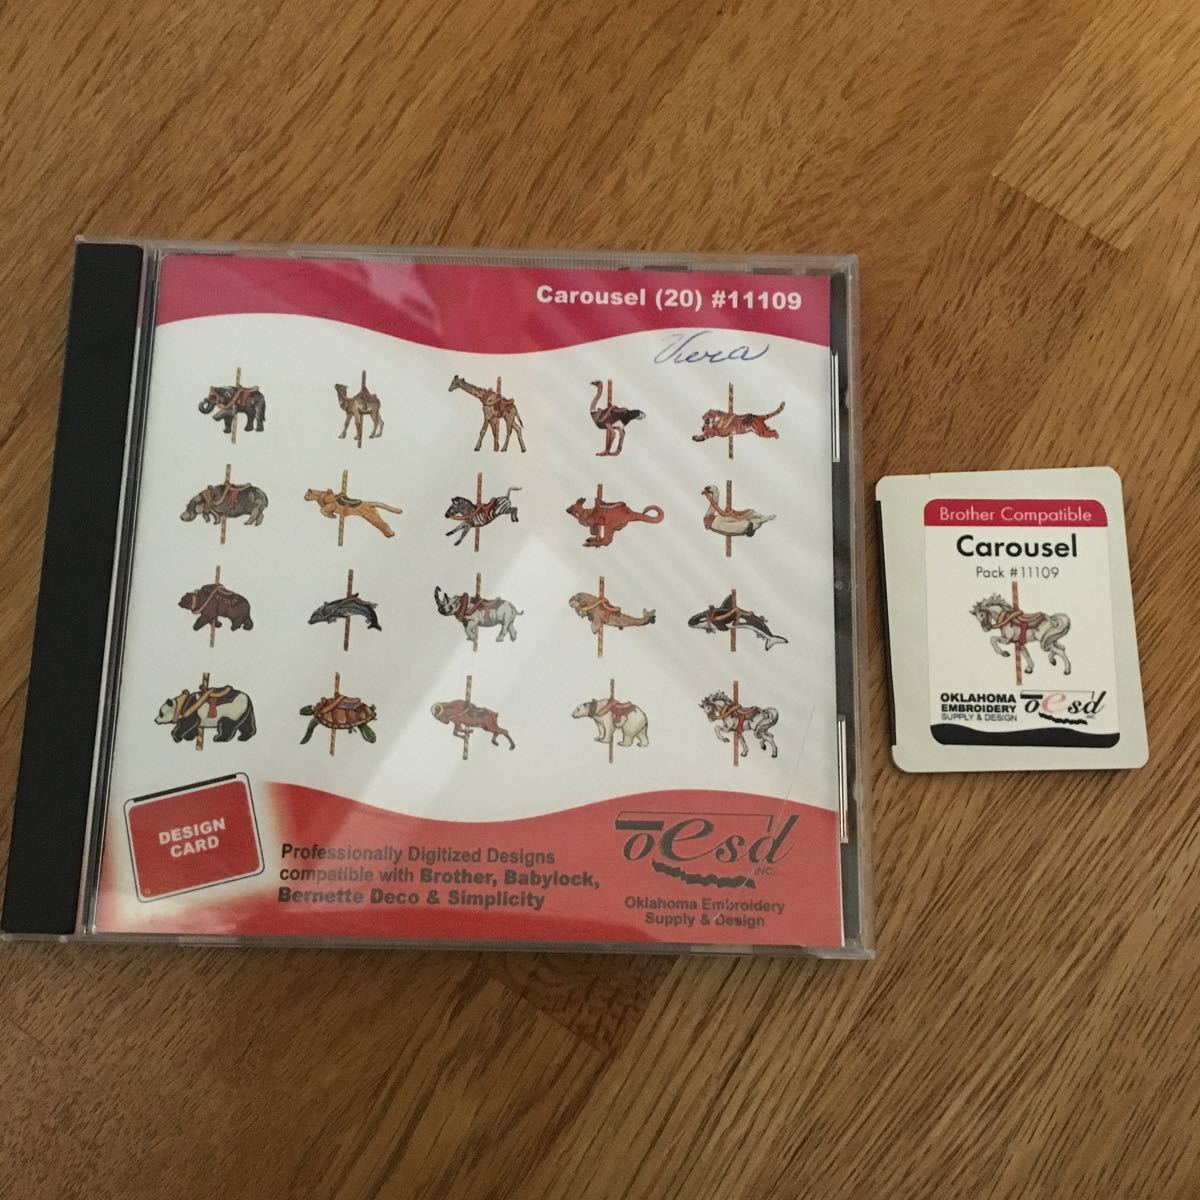 Carousel (20) #11109
DESIGN
CARD
Professionally Digitized Designs
compatible with Brother, Babylock,
Bernette Deco & Simplicity
oesd
INC.
Oklahoma Embroidery
Supply & Design
Brother Compatible
Carousel
Pack #11109
OKLAHOMA
EMBROIDERY
SUPPLY & DESIGN
oesd
INC.